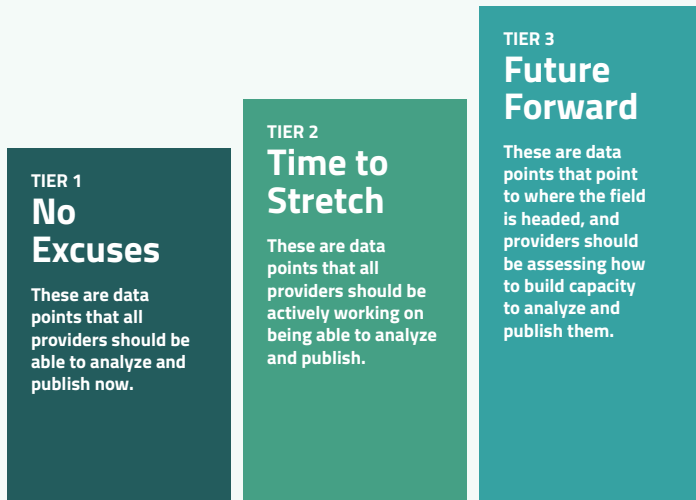 TIER 1
No
Excuses
These are data
points that all
providers should be
able to analyze and
publish now.
TIER 2
Time to
Stretch
These are data
points that all
providers should be
actively working on
being able to analyze
and publish.
TIER 3
Future
Forward
These are data
points that point
to where the field
is headed, and
providers should
be assessing how
to build capacity
to analyze and
publish them.